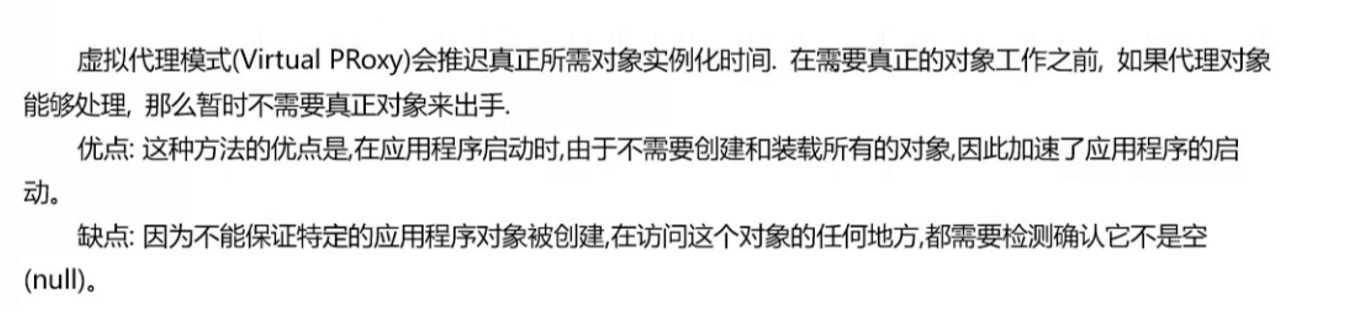 虚拟代理模式(Virtual PRoxy)会推迟真正所需对象实例化时间. 在需要真正的对象工作之前, 如果代理对象
能够处理, 那么暂时不需要真正对象来出手.
优点: 这种方法的优点是,在应用程序启动时,由于不需要创建和装载所有的对象,因此加速了应用程序的启
动。
缺点: 因为不能保证特定的应用程序对象被创建,在访问这个对象的任何地方,都需要检测确认它不是空
(null)。